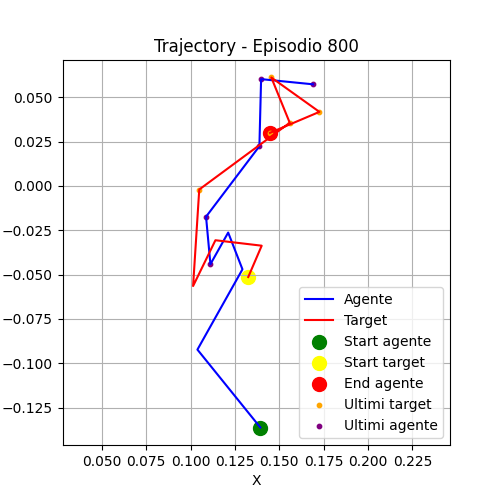 Trajectory - Episodio 800
0.050
0.025
0.000
−0.025
−0.050
−0.075
−0.100
−0.125
0.050 0.075 0.100 0.125 0.150 0.175 0.200 0.225
X
Agente
Target
Start agente
Start target
End agente
Ultimi target
Ultimi agente